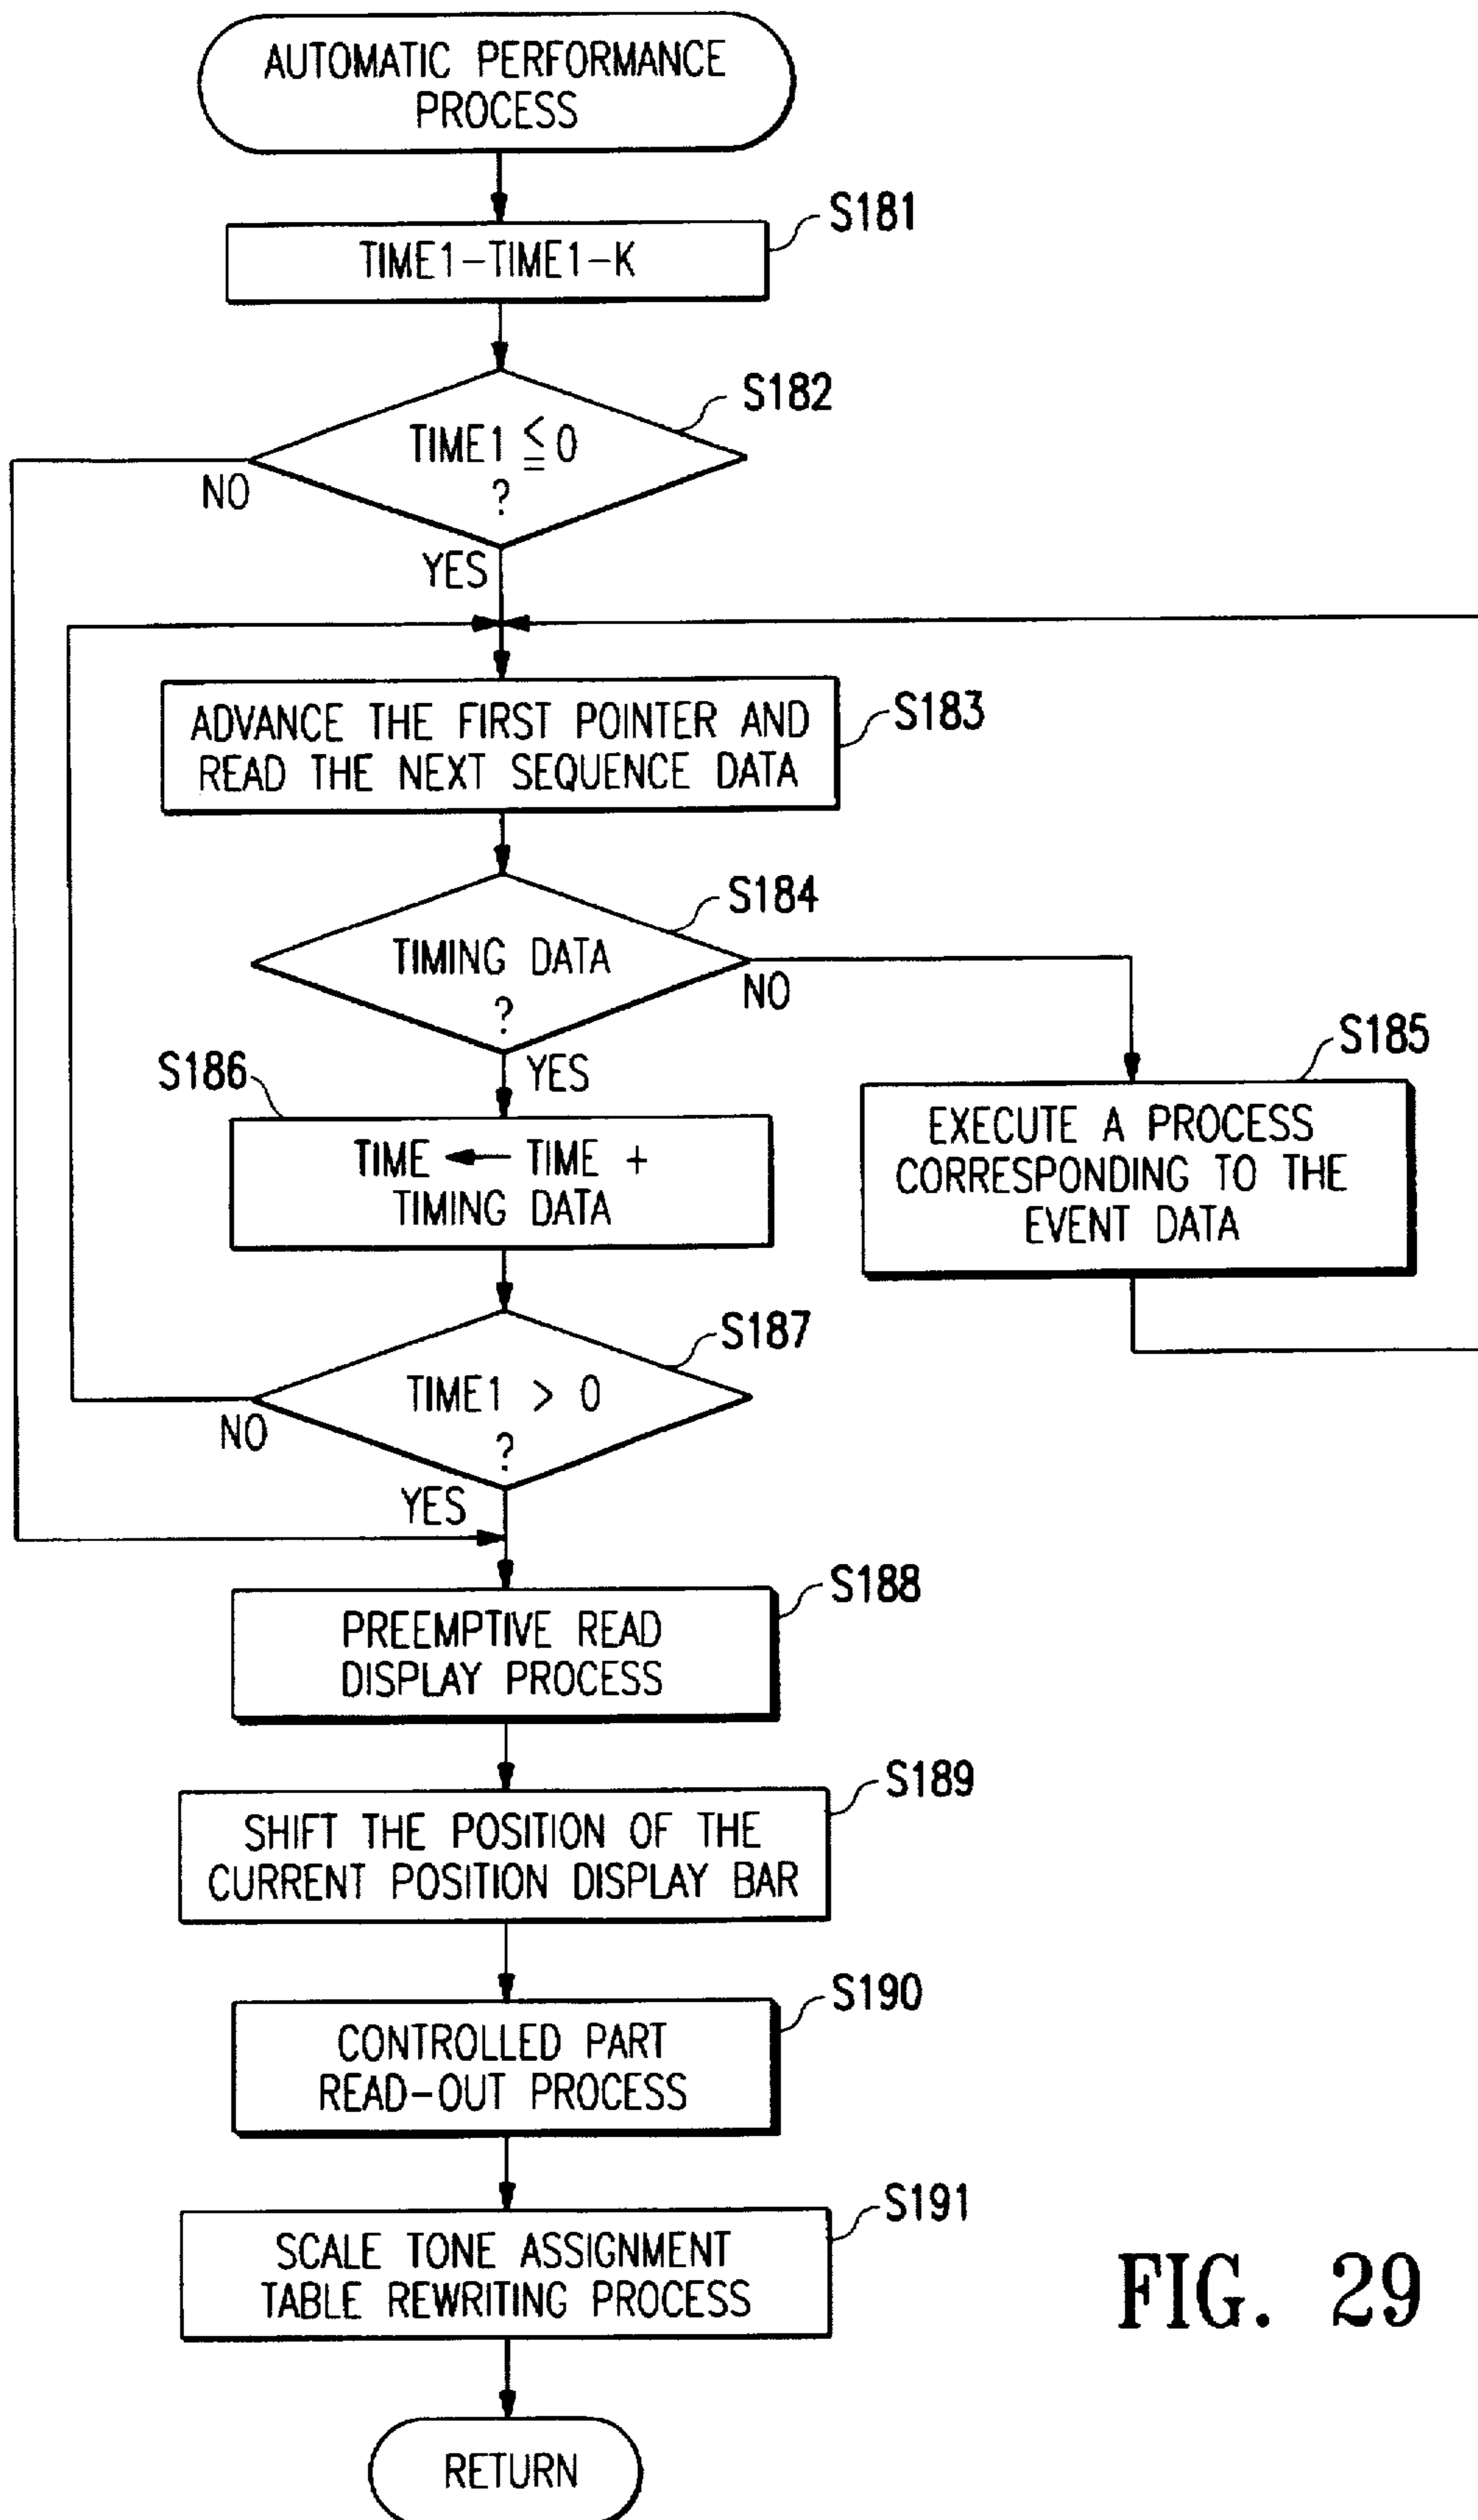 AUTOMATIC PERFORMANCE
PROCESS
S181
TIME1-TIME1-K
S182
TIME1 ≦ 0
?
NO
YES
S183
ADVANCE THE FIRST POINTER AND
READ THE NEXT SEQUENCE DATA
S184
TIMING DATA
?
NO
YES
S185
EXECUTE A PROCESS
CORRESPONDING TO THE
EVENT DATA
S186
TIME ← TIME +
TIMING DATA
S187
TIME1 > 0
?
NO
YES
S188
PREEMPTIVE READ
DISPLAY PROCESS
S189
SHIFT THE POSITION OF THE
CURRENT POSITION DISPLAY BAR
S190
CONTROLLED PART
READ-OUT PROCESS
S191
SCALE TONE ASSIGNMENT
TABLE REWRITING PROCESS
RETURN
FIG. 29